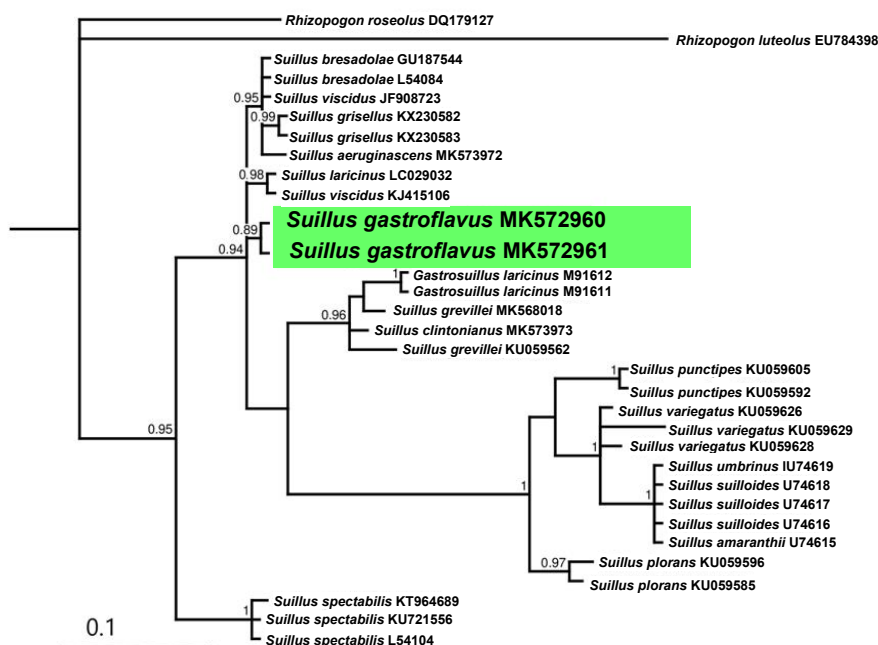 Rhizopogon roseolus DQ179127
Rhizopogon luteolus EU784398
Suillus bresadolae GU187544
Suillus bresadolae L54084
0.95
Suillus viscidus JF908723
0.99
Suillus grisellus KX230582
Suillus grisellus KX230583
Suillus aeruginascens MK573972
0.98
Suillus laricinus LC029032
Suillus viscidus KJ415106
Suillus gastroflavus MK572960
0.89
Suillus gastroflavus MK572961
0.94
1
Gastrosuillus laricinus M91612
Gastrosuillus laricinus M91611
Suillus grevillei MK568018
0.96
Suillus clintonianus MK573973
Suillus grevillei KU059562
1
Suillus punctipes KU059605
Suillus punctipes KU059592
Suillus variegatus KU059626
Suillus variegatus KU059629
0.95
1
Suillus variegatus KU059628
Suillus umbrinus IU74619
Suillus suilloides U74618
1
1
Suillus suilloides U74617
Suillus suilloides U74616
Suillus amaranthii U74615
0.97
Suillus plorans KU059596
Suillus plorans KU059585
Suillus spectabilis KT964689
1
Suillus spectabilis KU721556
0.1
Suillus spectabilis L54104